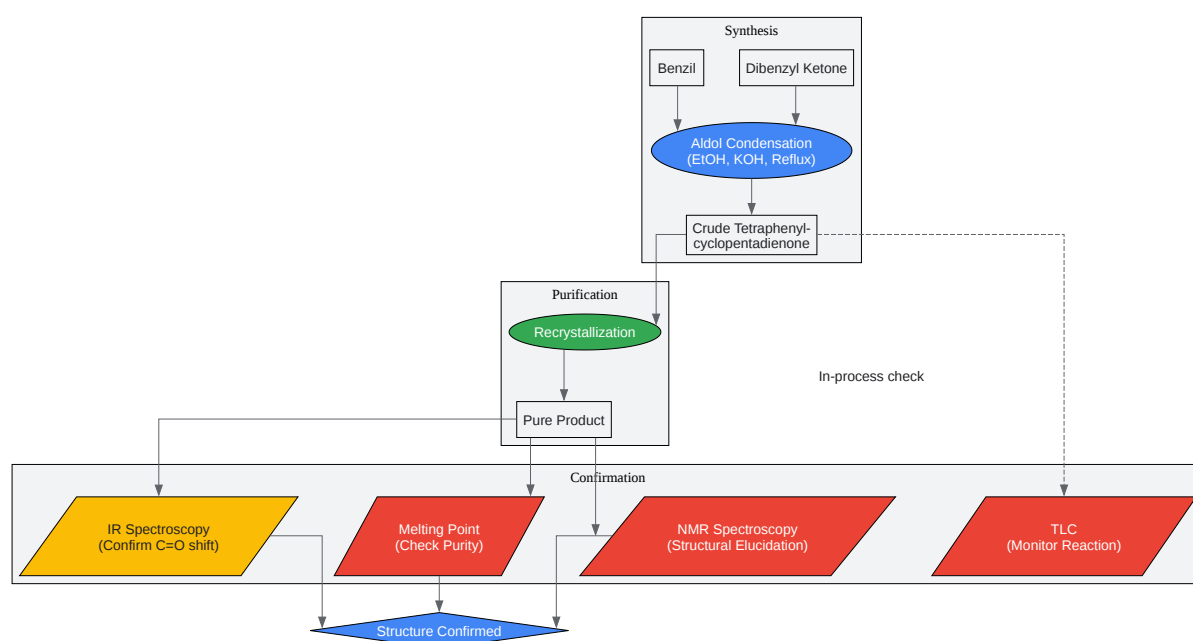 Synthesis
Benzil
Dibenzyl Ketone
Aldol Condensation
(EtOH, KOH, Reflux)
Crude Tetraphenyl-
cyclopentadienone
Purification
Recrystallization
In-process check
Pure Product
Confirmation
IR Spectroscopy
(Confirm C=O shift)
Melting Point
(Check Purity)
NMR Spectroscopy
(Structural Elucidation)
TLC
(Monitor Reaction)
Structure Confirmed